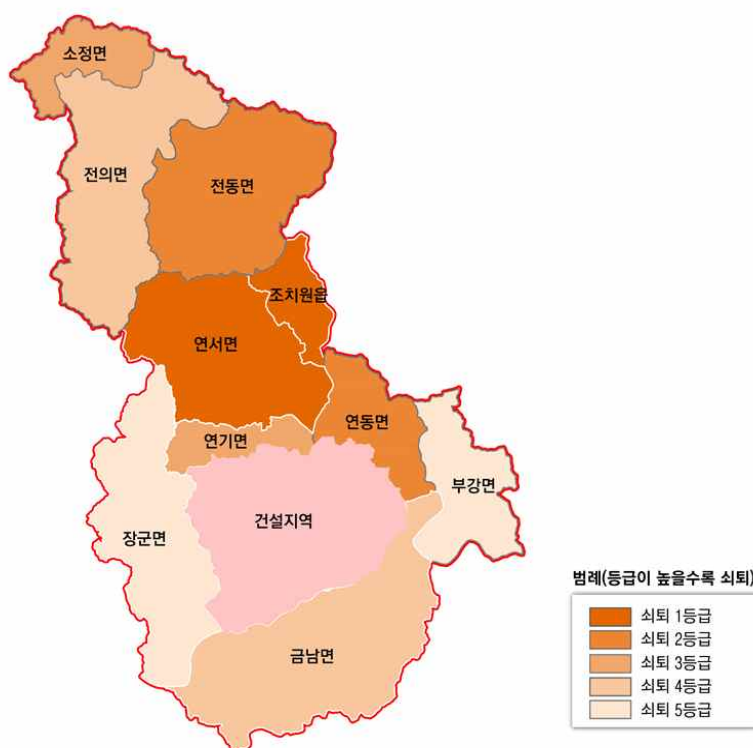 소정면
전의면
전동면
조치원읍
연서면
연기면
연동면
부강면
건설지역
장군면
금남면
범례(등급이 높을수록 쇠퇴)
쇠퇴 1등급
쇠퇴 2등급
쇠퇴 3등급
쇠퇴 4등급
쇠퇴 5등급